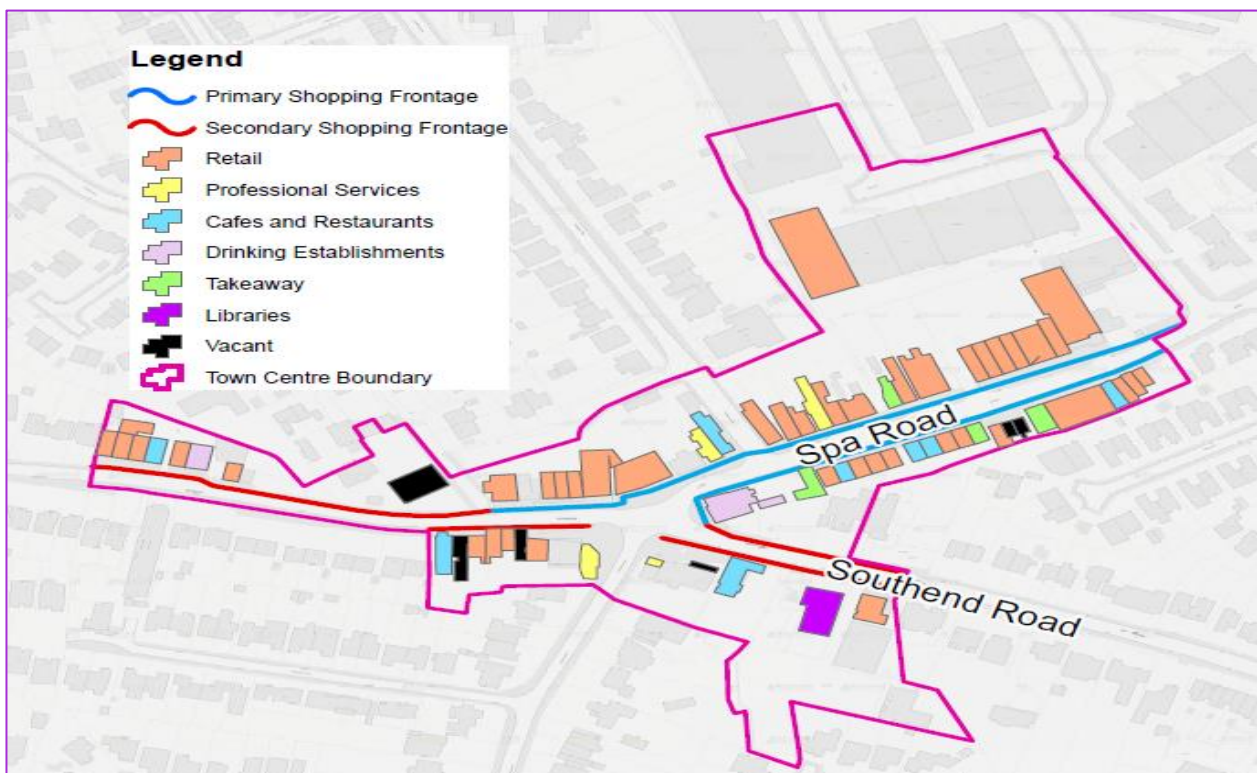 Legend
Primary Shopping Frontage
Secondary Shopping Frontage
Retail
Professional Services
Cafes and Restaurants
Drinking Establishments
Takeaway
Libraries
Vacant
Town Centre Boundary
Spa Road
Southend Road